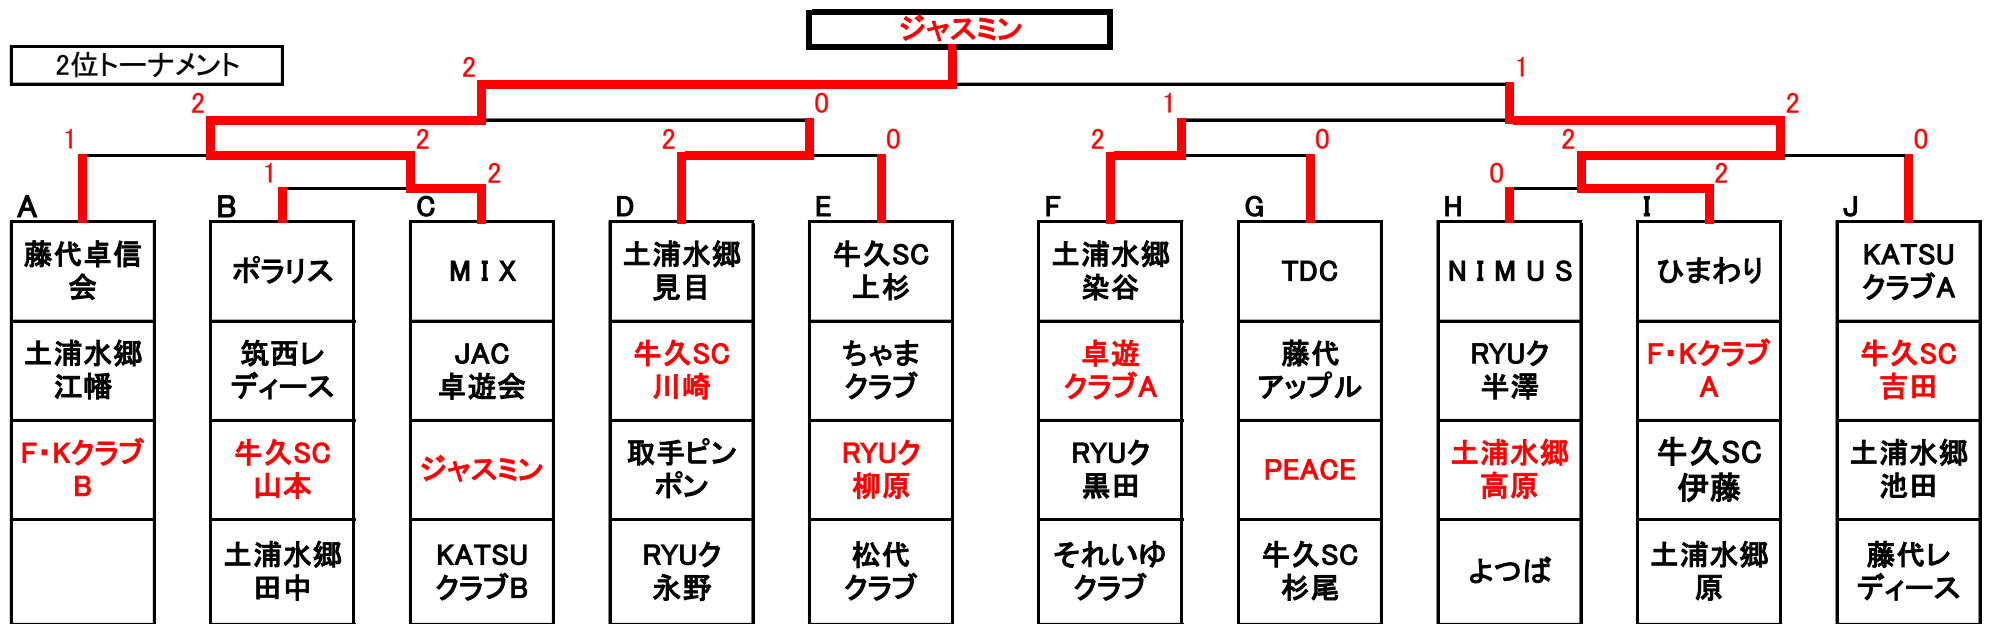 ジャスミン
2位トーナメント
2
1
2
0
1
2
1
2
2
0
2
0
2
0
1
2
0
2
A
B
C
D
E
F
G
H
I
J
藤代卓信
会
ポラリス
ＭＩＸ
土浦水郷
見目
牛久SC
上杉
土浦水郷
染谷
TDC
ＮＩＭＵＳ
ひまわり
KATSU
クラブA
土浦水郷
江幡
筑西レ
ディース
JAC
卓遊会
牛久SC
川崎
ちゃま
クラブ
卓遊
クラブA
藤代
アップル
RYUク
半澤
F・Kクラブ
A
牛久SC
吉田
F・Kクラブ
B
牛久SC
山本
ジャスミン
取手ピン
ポン
RYUク
柳原
RYUク
黒田
PEACE
土浦水郷
高原
牛久SC
伊藤
土浦水郷
池田
土浦水郷
田中
KATSU
クラブB
RYUク
永野
松代
クラブ
それいゆ
クラブ
牛久SC
杉尾
よつば
土浦水郷
原
藤代レ
ディース